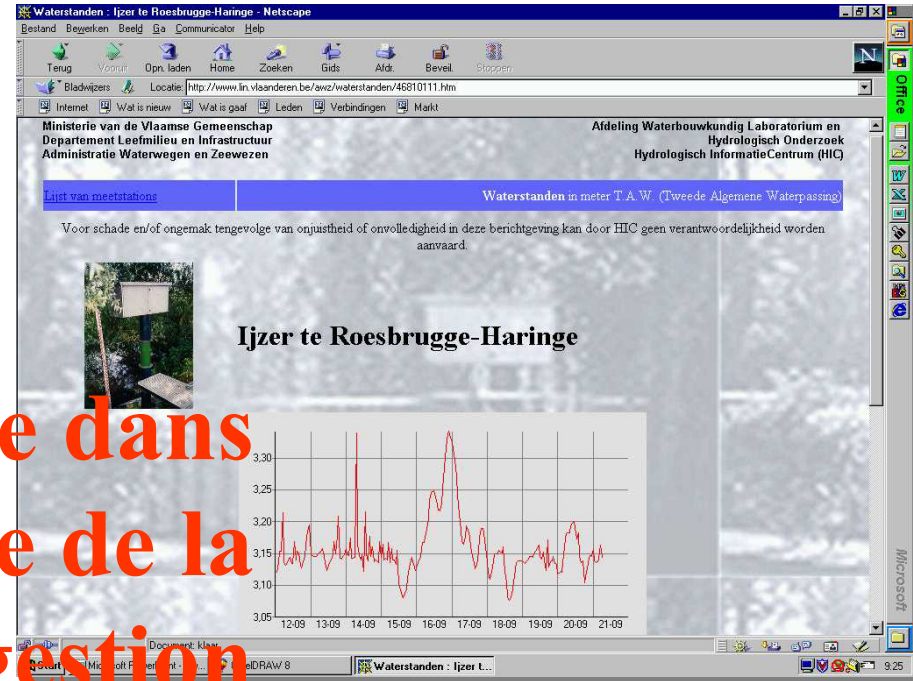 Waterstanden : Ijzer te Roesbrugge-Haringe - Netscape
Bestand Bewerken Beeld Ga Communicator Help
Terug Vooruit Opn. laden Home Zoeken Gids Afdr. Beveil. Stoppen
Bladwijzers Locatie: http://www.lin.vlaanderen.be/awz/waterstanden/46810111.htm
Internet Wat is nieuw Wat is gaaf Leden Verbindingen Markt
Office
Ministerie van de Vlaamse Gemeenschap
Departement Leefmilieu en Infrastructuur
Administratie Waterwegen en Zeewezen
Afdeling Waterbouwkundig Laboratorium en
Hydrologisch Onderzoek
Hydrologisch InformatieCentrum (HIC)
Lijst van meetstations
Waterstanden in meter T.A.W. (Tweede Algemene Waterpassing)
Voor schade en/of ongemak tengevolge van onjuistheid of onvolledigheid in deze berichtgeving kan door HIC geen verantwoordelijkheid worden
aanvaard.
Ijzer te Roesbrugge-Haringe
e dans
e de la
gestion
3,30
3,25
3,20
3,15
3,10
3,05
12-09 13-09 14-09 15-09 16-09 17-09 18-09 19-09 20-09 21-09
Microsoft
Document: klaar
Start Microsoft
DRAW 8
Waterstanden : Ijzer t...
9:25